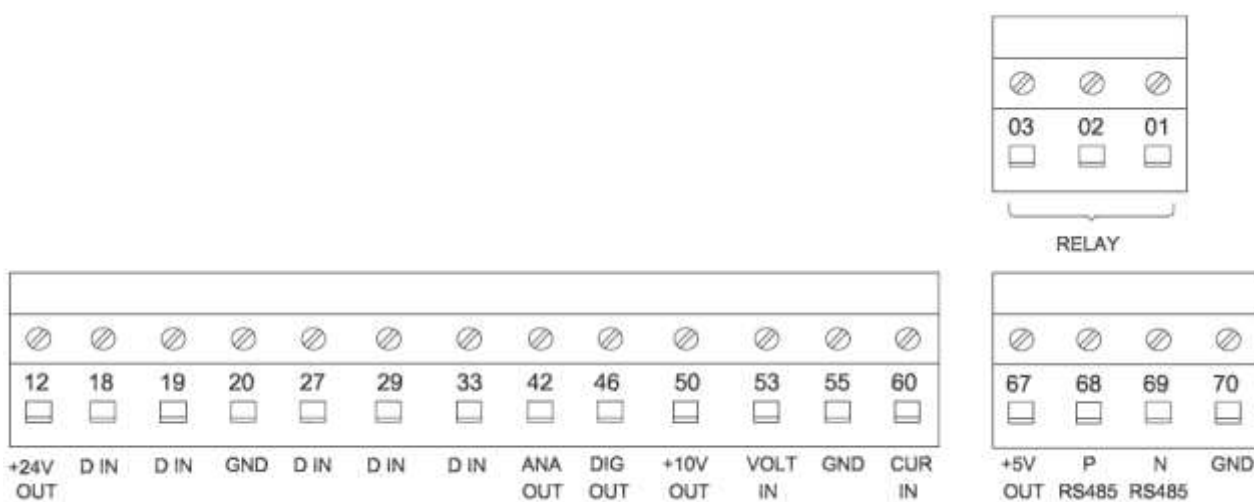 03 02 01
RELAY
12 18 19 20 27 29 33 42 46 50 53 55 60
+24V D IN D IN GND D IN D IN D IN ANA DIG +10V VOLT GND CUR
OUT OUT OUT OUT IN IN
67 68 69 70
+5V P N GND
OUT RS485 RS485